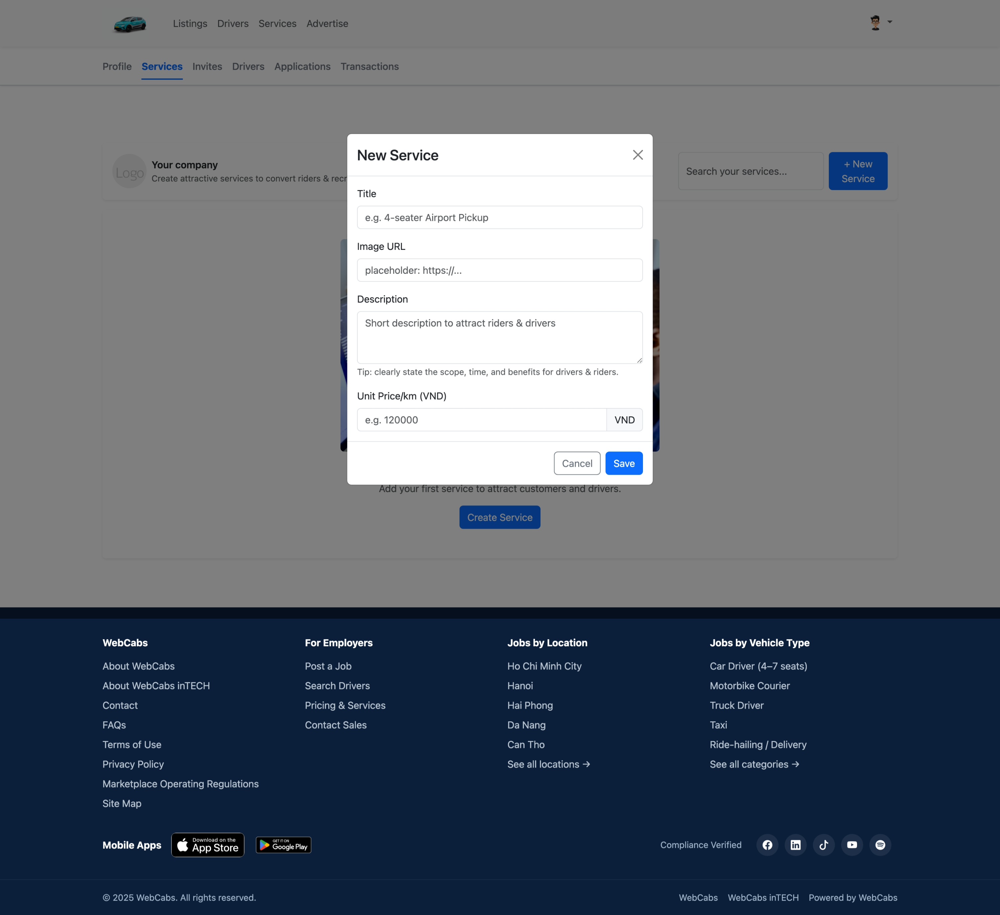 Listings Drivers Services Advertise
Profile Services Invites Drivers Applications Transactions
Logo
Your company
Create attractive services to convert riders & recr
Search your services...
+ New
Service
New Service
Title
e.g. 4-seater Airport Pickup
Image URL
placeholder: https://...
Description
Short description to attract riders & drivers
Tip: clearly state the scope, time, and benefits for drivers & riders.
Unit Price/km (VND)
e.g. 120000 VND
Cancel Save
Add your first service to attract customers and drivers.
Create Service
WebCabs
About WebCabs
About WebCabs inTECH
Contact
FAQs
Terms of Use
Privacy Policy
Marketplace Operating Regulations
Site Map
For Employers
Post a Job
Search Drivers
Pricing & Services
Contact Sales
Jobs by Location
Ho Chi Minh City
Hanoi
Hai Phong
Da Nang
Can Tho
See all locations →
Jobs by Vehicle Type
Car Driver (4–7 seats)
Motorbike Courier
Truck Driver
Taxi
Ride-hailing / Delivery
See all categories →
Mobile Apps
Download on the
App Store
GET IT ON
Google Play
Compliance Verified
© 2025 WebCabs. All rights reserved.
WebCabs WebCabs inTECH Powered by WebCabs